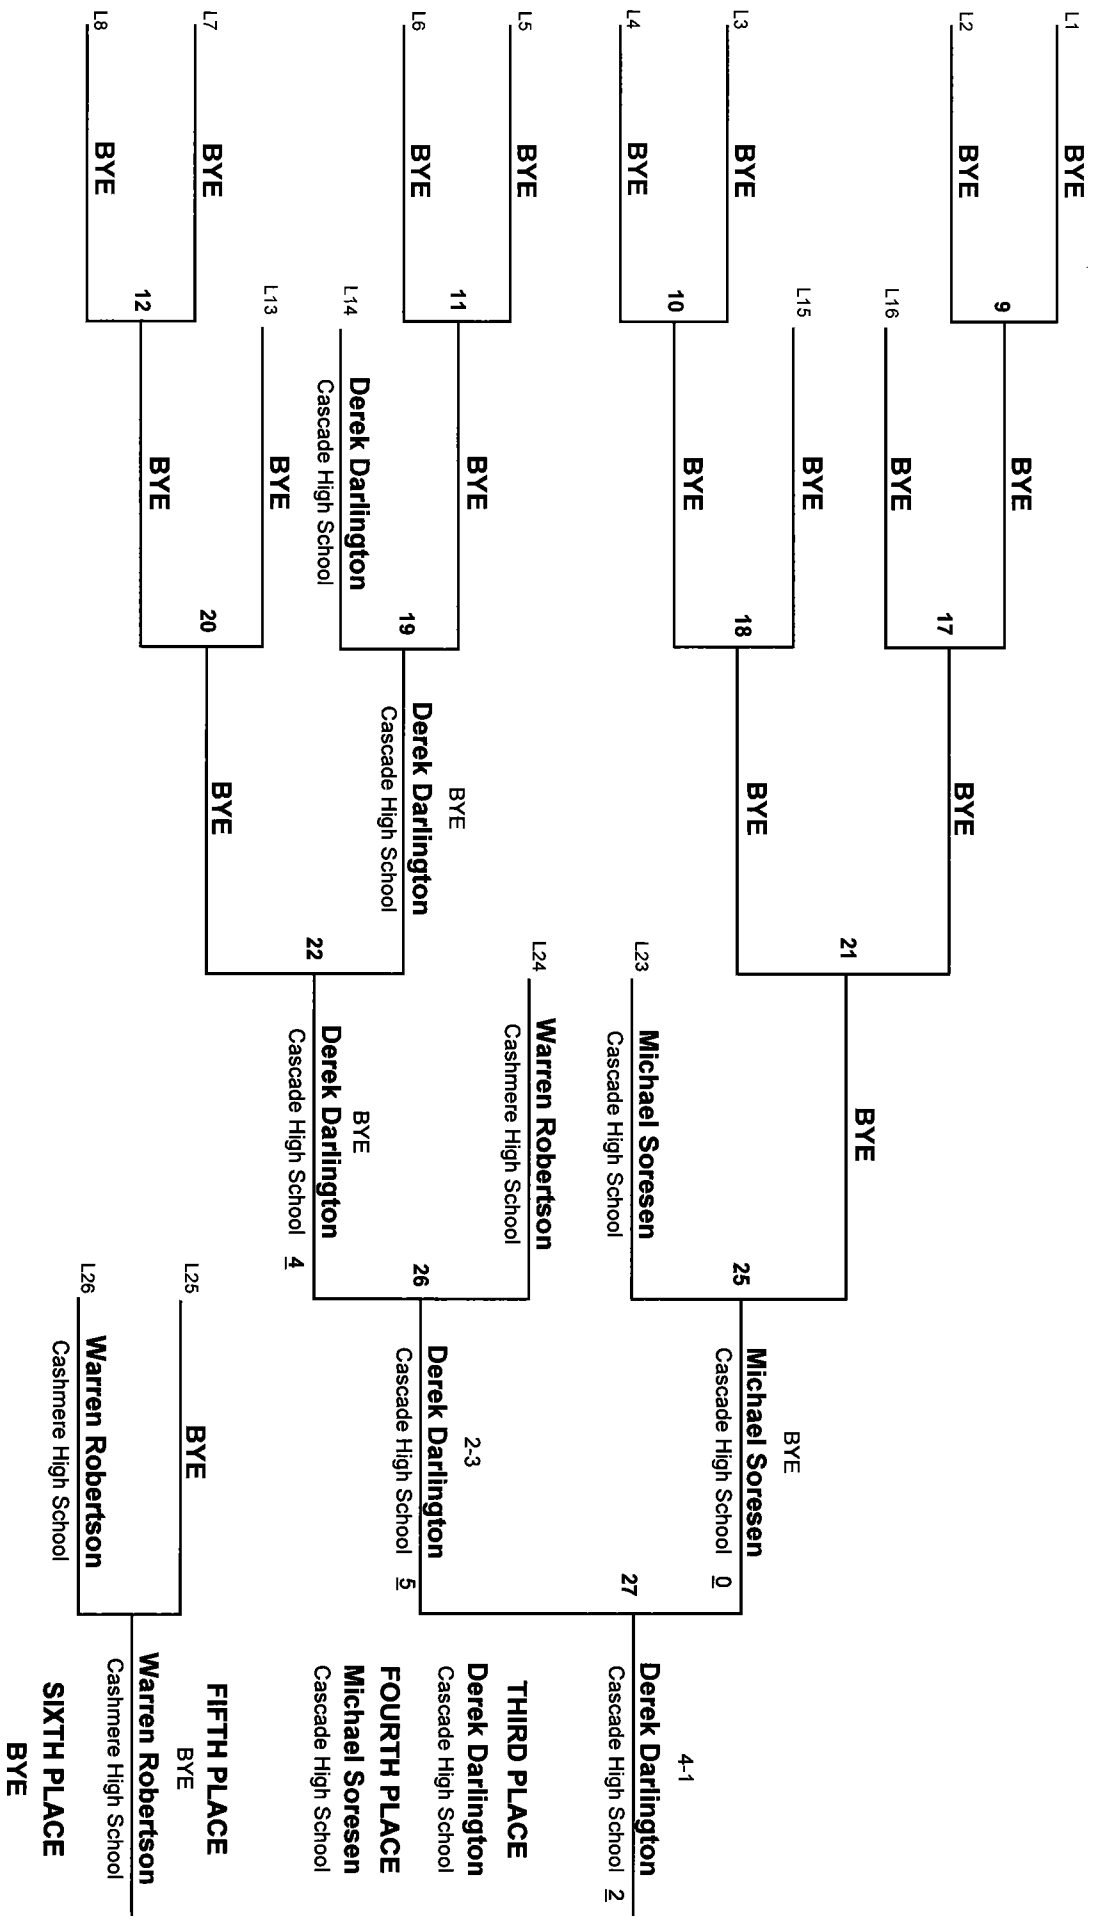 L1
BYE
9
L2
BYE
BYE
17
L16
BYE
BYE
21
L3
BYE
10
L4
BYE
L15
BYE
18
BYE
BYE
BYE
25
L23
Michael Soresen
Cascade High School
BYE
Michael Soresen
Cascade High School 0
27
4-1
Derek Darlington
Cascade High School 2
L5
BYE
11
L6
BYE
BYE
19
L14
Derek Darlington
Cascade High School
BYE
Derek Darlington
Cascade High School
22
L24
Warren Robertson
Cashmere High School
26
BYE
Derek Darlington
Cascade High School 4
2-3
Derek Darlington
Cascade High School 5
L7
BYE
12
L8
BYE
L13
BYE
20
BYE
BYE
THIRD PLACE
Derek Darlington
Cascade High School
FOURTH PLACE
Michael Soresen
Cascade High School
L25
BYE
L26
Warren Robertson
Cashmere High School
FIFTH PLACE
BYE
Warren Robertson
Cashmere High School
SIXTH PLACE
BYE